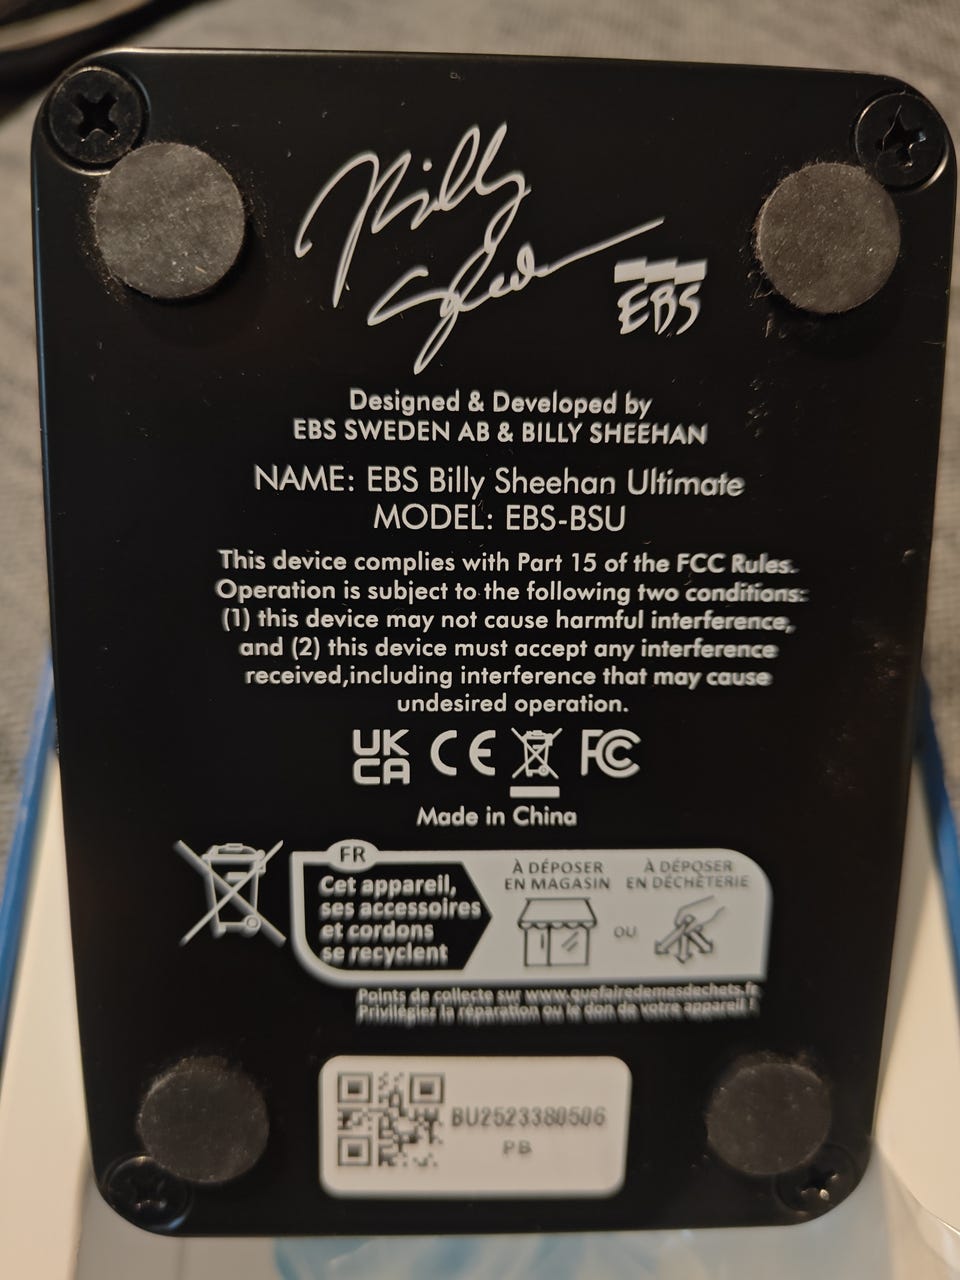 Billy
Sheehan
EBS
Designed & Developed by
EBS SWEDEN AB & BILLY SHEEHAN
NAME: EBS Billy Sheehan Ultimate
MODEL: EBS-BSU
This device complies with Part 15 of the FCC Rules.
Operation is subject to the following two conditions:
(1) this device may not cause harmful interference,
and (2) this device must accept any interference
received,including interference that may cause
undesired operation.
UK
CA CE FC
Made in China
FR
Cet appareil,
ses accessoires
et cordons
se recyclent
À DÉPOSER
EN MAGASIN
OU
À DÉPOSER
EN DÉCHÈTERIE
Points de collecte sur www.quefairedemesdechets.fr
Privilégiez la réparation ou le don de votre appareil !
BU2523380506
PB